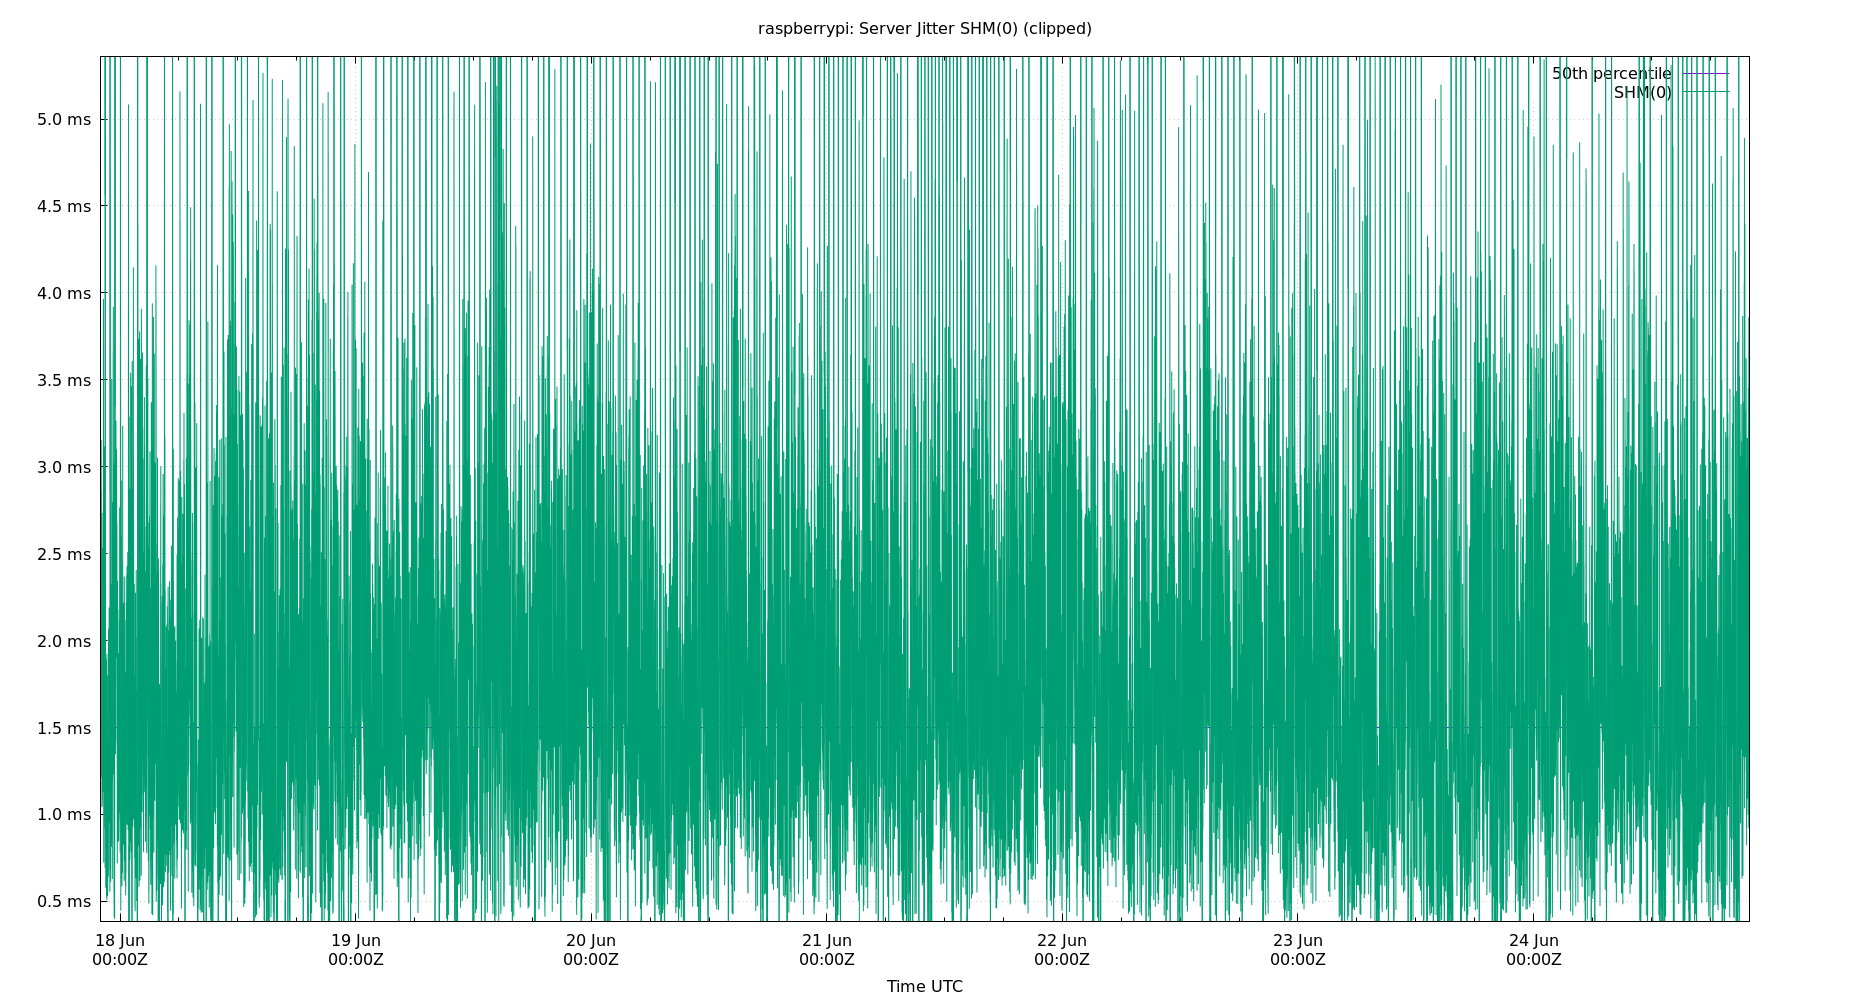 raspberrypi: Server Jitter SHM(0) (clipped)
50th percentile
SHM(0)
5.0 ms
4.5 ms
4.0 ms
3.5 ms
3.0 ms
2.5 ms
2.0 ms
1.5 ms
1.0 ms
0.5 ms
18 Jun 19 Jun 20 Jun 21 Jun 22 Jun 23 Jun 24 Jun
00:00Z 00:00Z 00:00Z 00:00Z 00:00Z 00:00Z 00:00Z
Time UTC